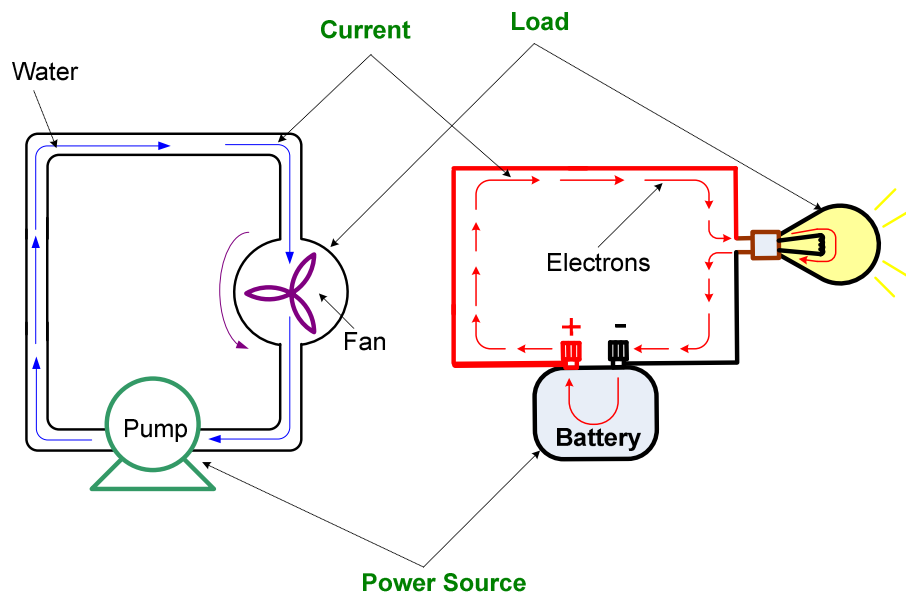 Current
Load
Water
Electrons
Fan
+
-
Pump
Battery
Power Source